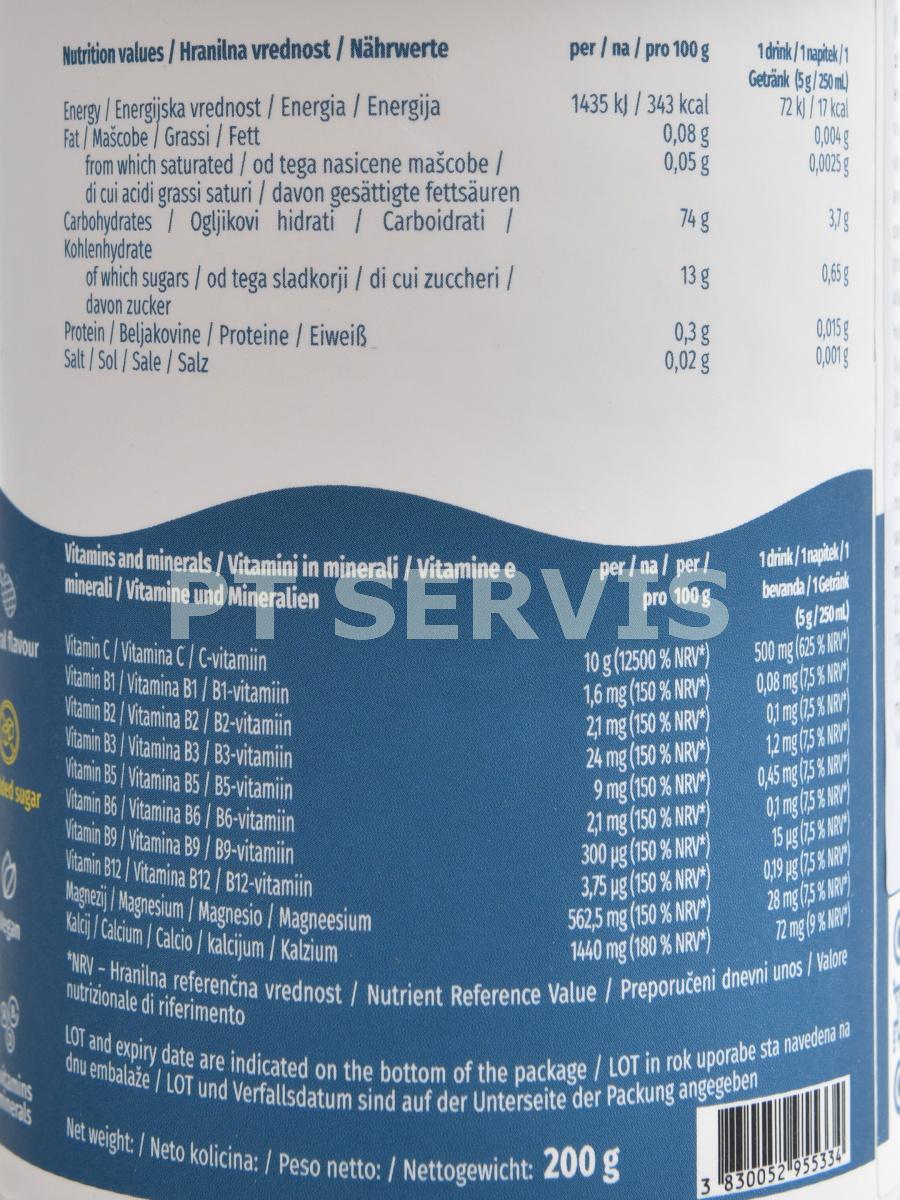 Nutrition values / Hranilna vrednost / Nährwerte per / na / pro 100 g 1 drink / 1 napitek / 1
Getränk (5 g / 250 mL)
Energy / Energijska vrednost / Energia / Energija 1435 kJ / 343 kcal 72 kJ / 17 kcal
Fat / Mašcobe / Grassi / Fett 0,08 g 0,004 g
from which saturated / od tega nasicene mašcobe / 0,05 g 0,0025 g
di cui acidi grassi saturi / davon gesättigte fettsäuren
Carbohydrates / Ogljikovi hidrati / Carboidrati / 74 g 3,7 g
Kohlenhydrate
of which sugars / od tega sladkorji / di cui zuccheri / 13 g 0,65 g
davon zucker
Protein / Beljakovine / Proteine / Eiweiß 0,3 g 0,015 g
Salt / Sol / Sale / Salz 0,02 g 0,001 g
Vitamins and minerals / Vitamini in minerali / Vitamine e per / na / per / 1 drink / 1 napitek / 1
minerali / Vitamine und Mineralien pro 100 g bevanda / 1 Getränk
(5 g / 250 mL)
PT SERVIS
Vitamin C / Vitamina C / C-vitamiin 10 g (12500 % NRV*) 500 mg (625 % NRV*)
Vitamin B1 / Vitamina B1 / B1-vitamiin 1,6 mg (150 % NRV*) 0,08 mg (7,5 % NRV*)
Vitamin B2 / Vitamina B2 / B2-vitamiin 2,1 mg (150 % NRV*) 0,1 mg (7,5 % NRV*)
Vitamin B3 / Vitamina B3 / B3-vitamiin 24 mg (150 % NRV*) 1,2 mg (7,5 % NRV*)
Vitamin B5 / Vitamina B5 / B5-vitamiin 9 mg (150 % NRV*) 0,45 mg (7,5 % NRV*)
Vitamin B6 / Vitamina B6 / B6-vitamiin 2,1 mg (150 % NRV*) 0,1 mg (7,5 % NRV*)
Vitamin B9 / Vitamina B9 / B9-vitamiin 300 µg (150 % NRV*) 15 µg (7,5 % NRV*)
Vitamin B12 / Vitamina B12 / B12-vitamiin 3,75 µg (150 % NRV*) 0,19 µg (7,5 % NRV*)
Magnezij / Magnesium / Magnesio / Magneesium 562,5 mg (150 % NRV*) 28 mg (7,5 % NRV*)
Kalcij / Calcium / Calcio / kalcijum / Kalzium 1440 mg (180 % NRV*) 72 mg (9 % NRV*)
*NRV – Hranilna referenčna vrednost / Nutrient Reference Value / Preporučeni dnevni unos / Valore
nutrizionale di riferimento
LOT and expiry date are indicated on the bottom of the package / LOT in rok uporabe sta navedena na
dnu embalaže / LOT und Verfallsdatum sind auf der Unterseite der Packung angegeben
Net weight: / Neto kolicina: / Peso netto: / Nettogewicht: 200 g
3 830052 955334
flavour
sugar